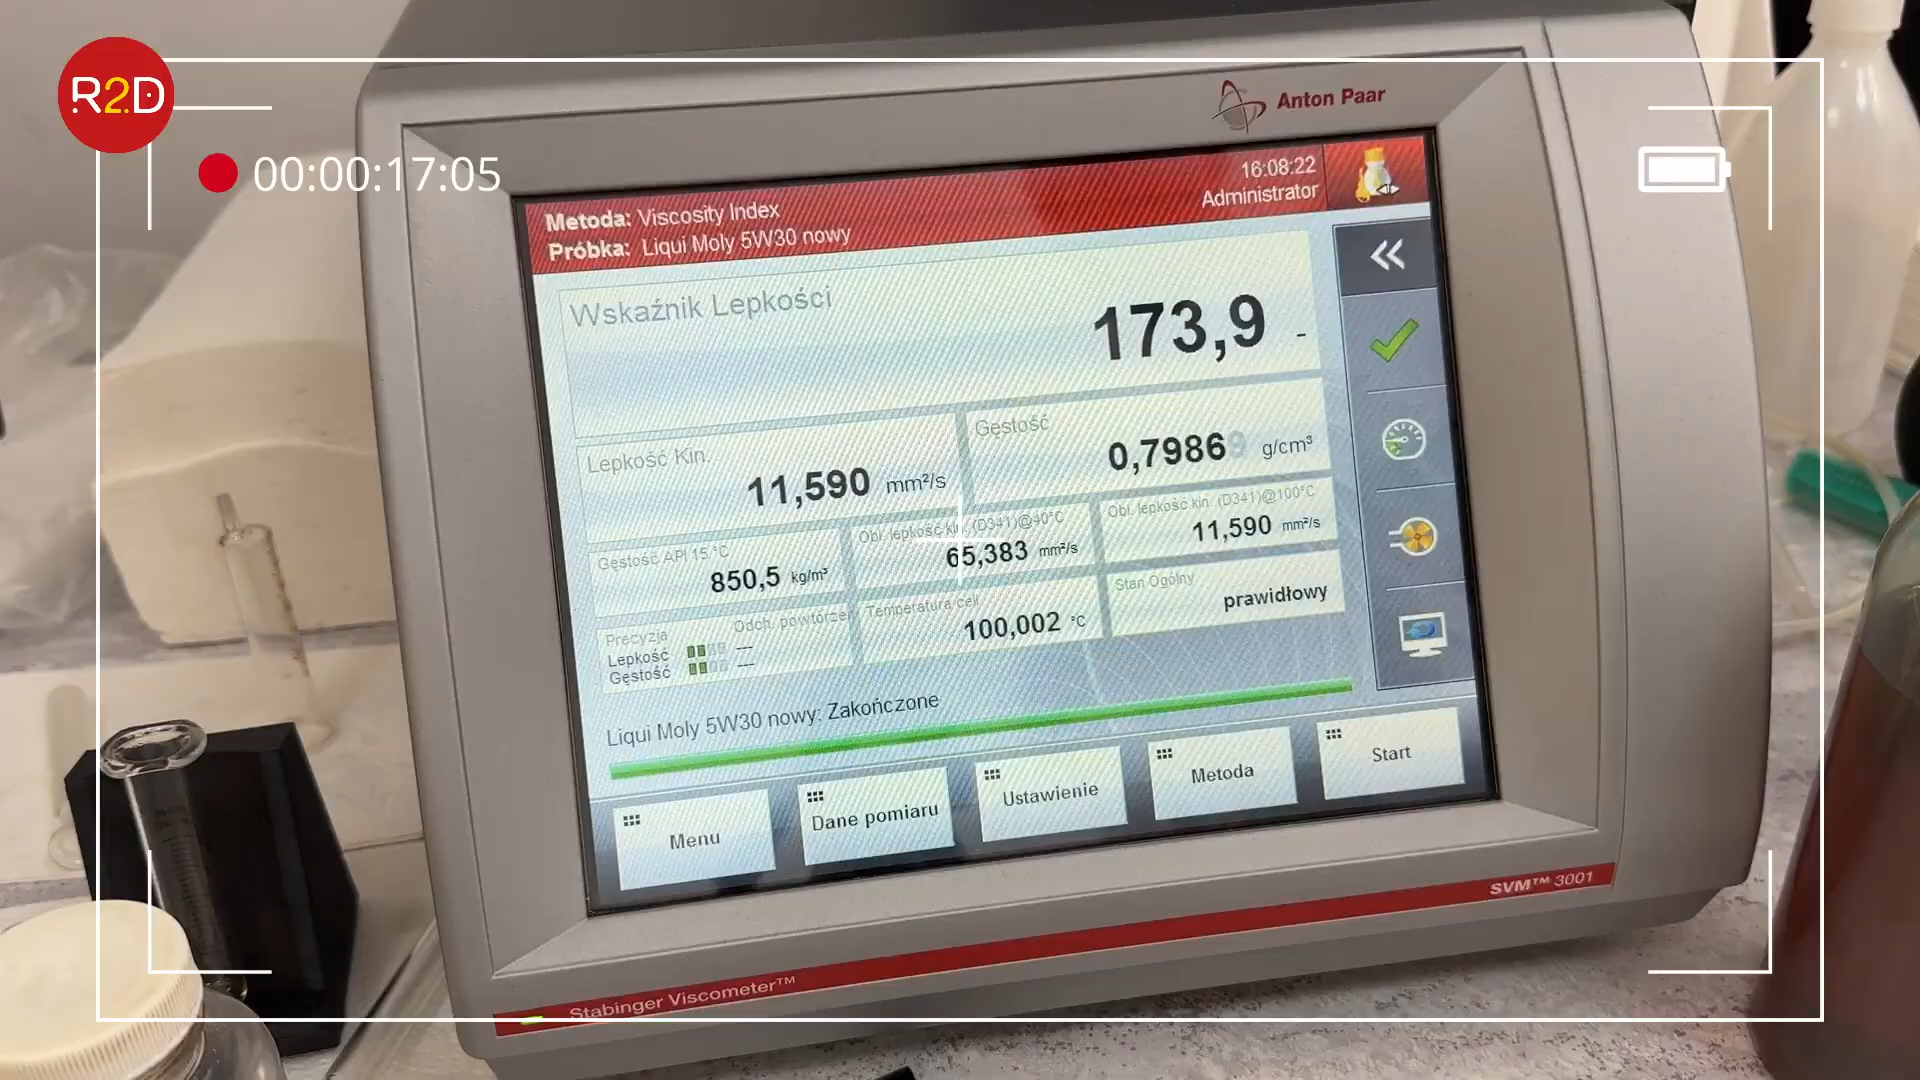 R2D
00:00:17:05
Anton Paar
16:08:22
Administrator
Metoda: Viscosity Index
Próbka: Liqui Moly 5W30 nowy
Wskaźnik Lepkości
173,9 -
Lepkość Kin.
11,590 mm²/s
Gęstość
0,79869 g/cm³
Gęstość API 15 °C
850,5 kg/m³
Obl. lepkość kin. (D341)@40°C
65,383 mm²/s
Obl. lepkość kin. (D341)@100°C
11,590 mm²/s
Precyzja Odch. powtórze
Lepkość ---
Gęstość ---
Temperatura celi
100,002 °C
Stan Ogólny
prawidłowy
Liqui Moly 5W30 nowy: Zakończone
Menu
Dane pomiaru
Ustawienie
Metoda
Start
SVM™ 3001
Stabinger Viscometer™